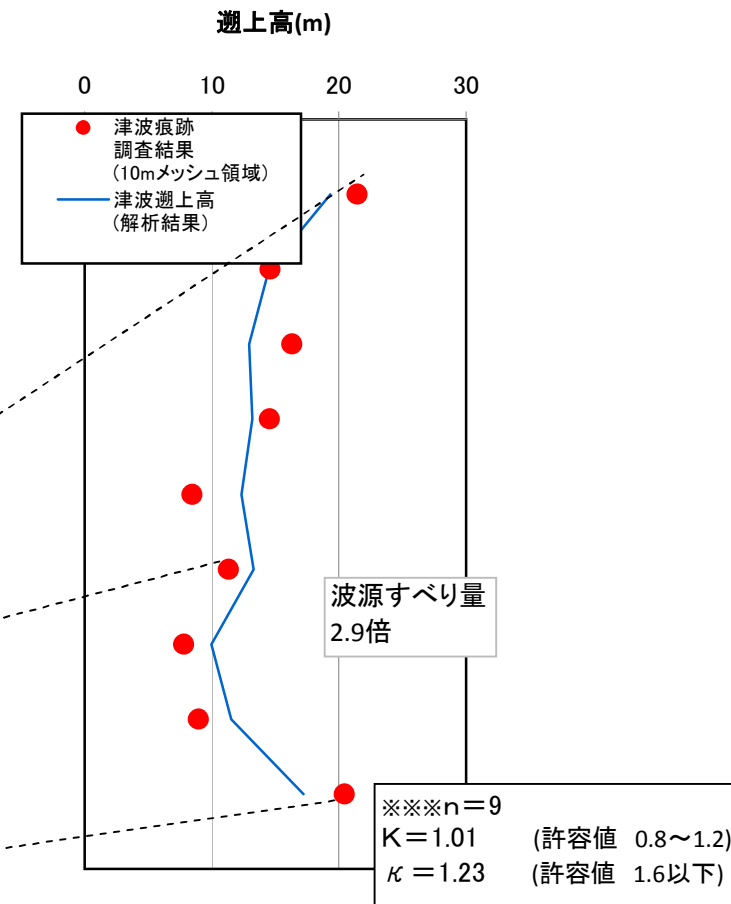 遡上高(m)
0 10 20 30
津波痕跡
調査結果
(10mメッシュ領域)
津波遡上高
(解析結果)
波源すべり量
2.9倍
※※※n=9
K=1.01 (許容値 0.8~1.2)
κ=1.23 (許容値 1.6以下)